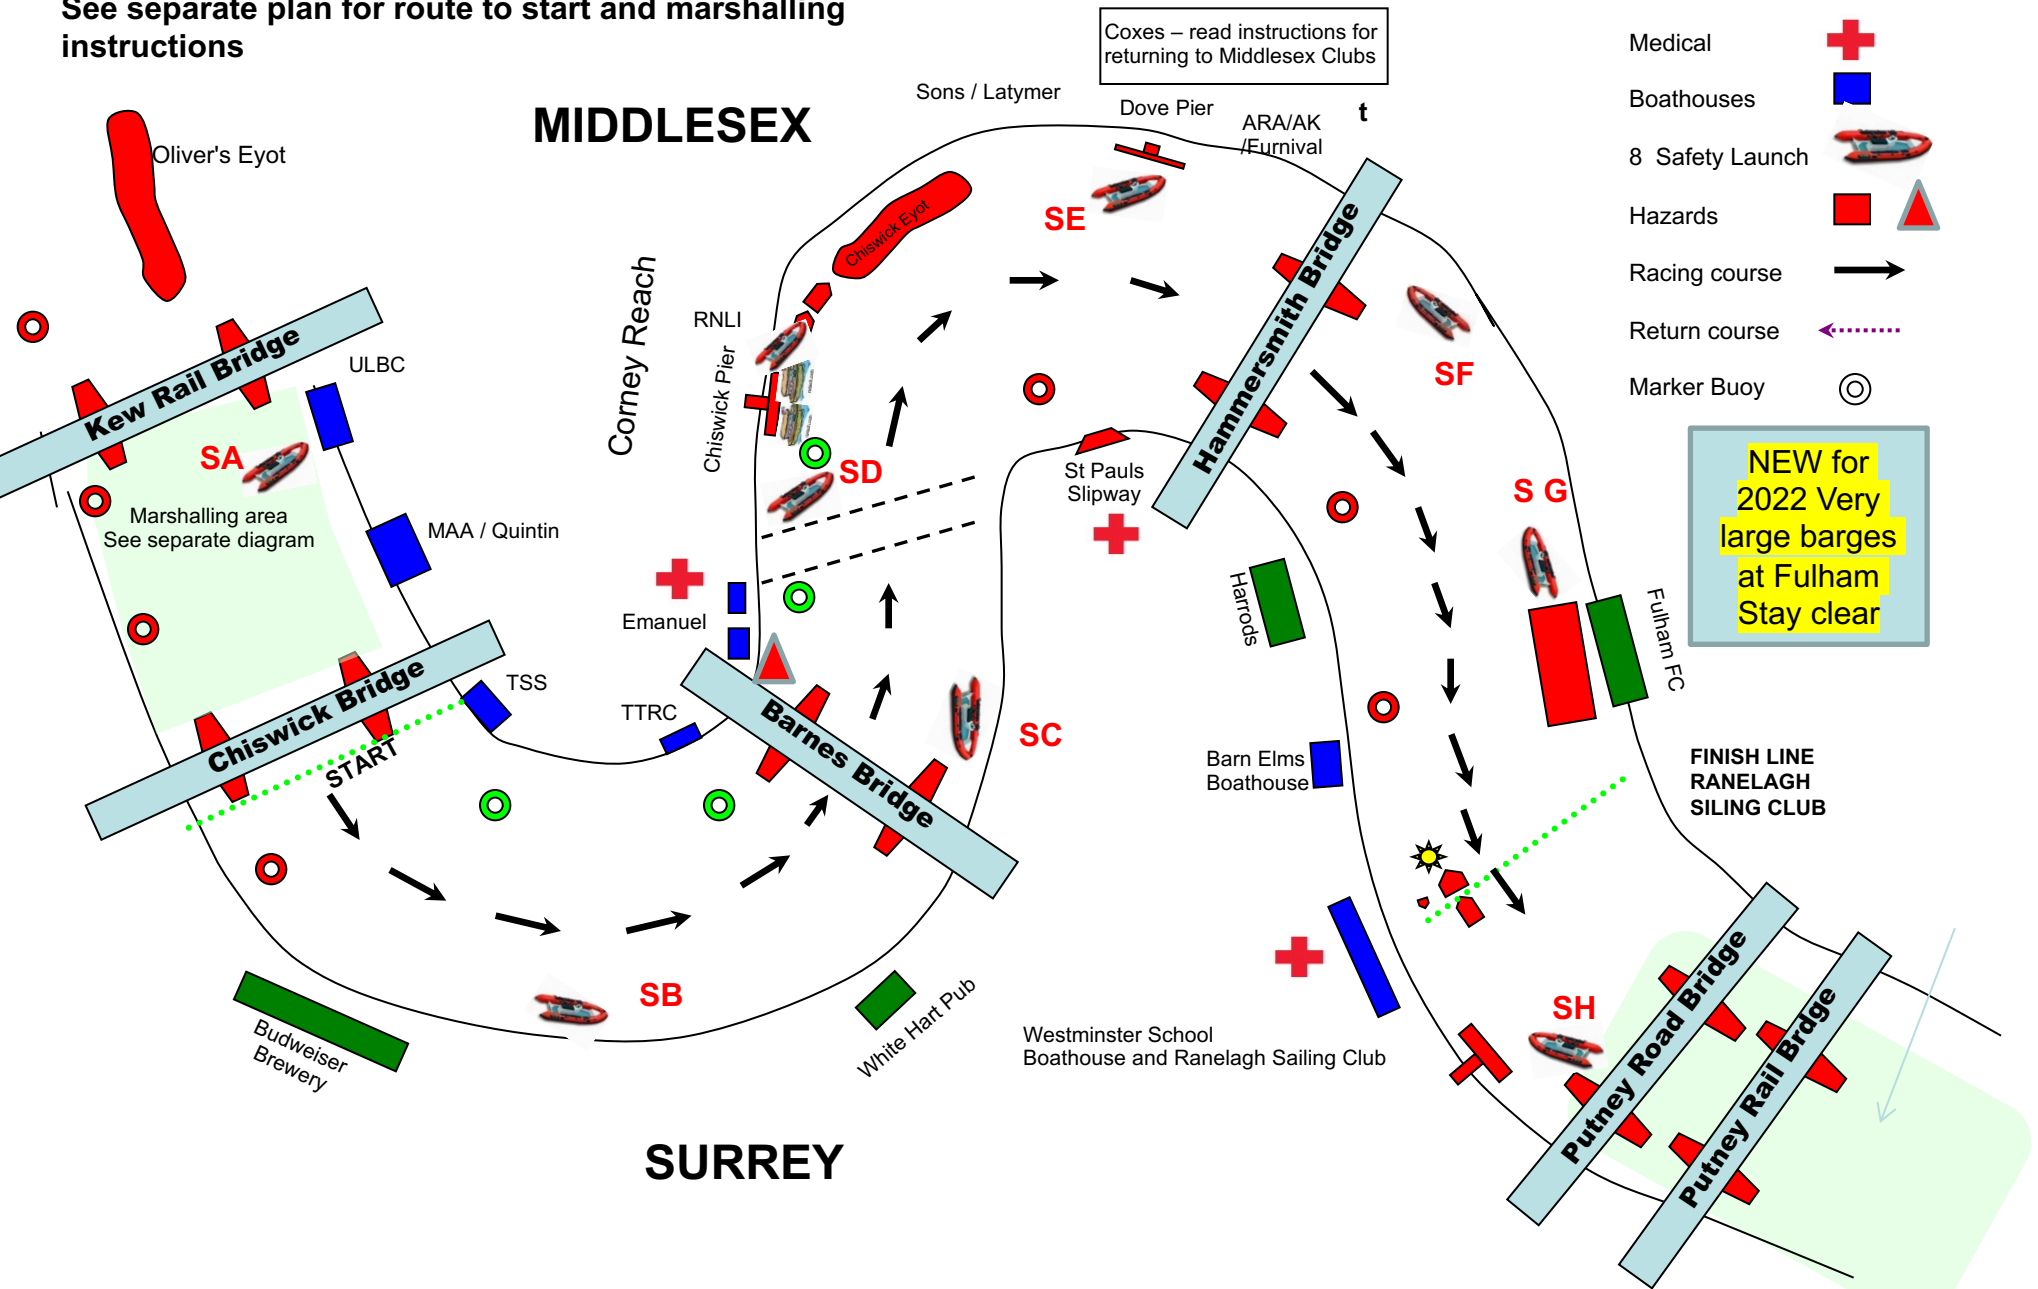 See separate plan for route to start and marshalling
instructions
Coxes – read instructions for
returning to Middlesex Clubs
Medical
Boathouses
8 Safety Launch
Hazards
Racing course
Return course
Marker Buoy
NEW for
2022 Very
large barges
at Fulham
Stay clear
MIDDLESEX
Sons / Latymer
Dove Pier
ARA/AK
/Furnival
t
Oliver's Eyot
Chiswick Eyot
SE
Corney Reach
RNLI
Chiswick Pier
Kew Rail Bridge
ULBC
SA
Marshalling area
See separate diagram
MAA / Quintin
SD
Hammersmith Bridge
SF
St Pauls
Slipway
S G
Harrods
Fulham FC
Emanuel
TSS
TTRC
Chiswick Bridge
START
Barnes Bridge
SC
Barn Elms
Boathouse
FINISH LINE
RANELAGH
SILING CLUB
SB
Budweiser
Brewery
White Hart Pub
Westminster School
Boathouse and Ranelagh Sailing Club
SH
Putney Road Bridge
Putney Rail Brdge
SURREY